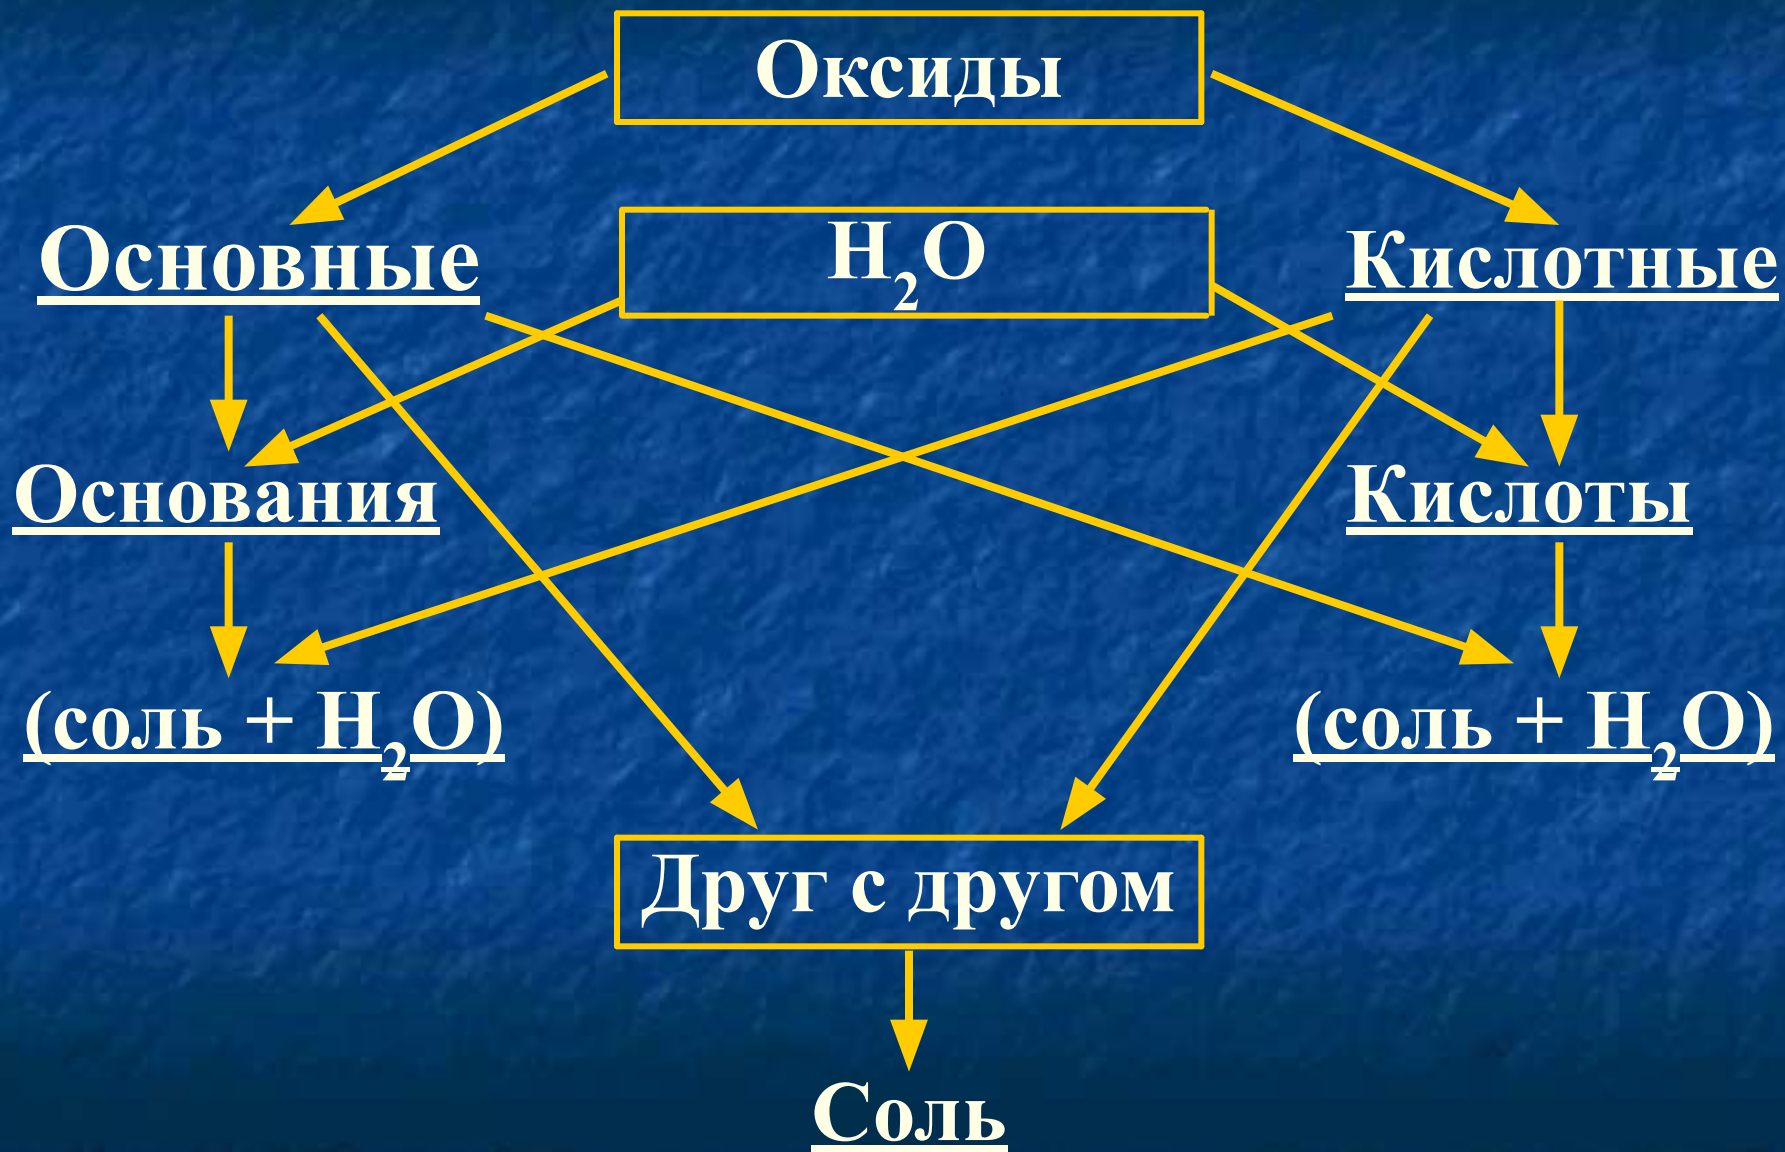 Оксиды
Основные
H₂O
Кислотные
Основания
Кислоты
(соль + H₂O)
(соль + H₂O)
Друг с другом
Соль